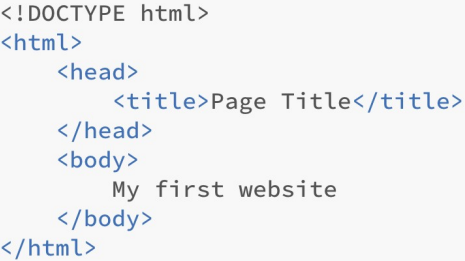 <!DOCTYPE html>
<html>
    <head>
        <title>Page Title</title>
    </head>
    <body>
        My first website
    </body>
</html>